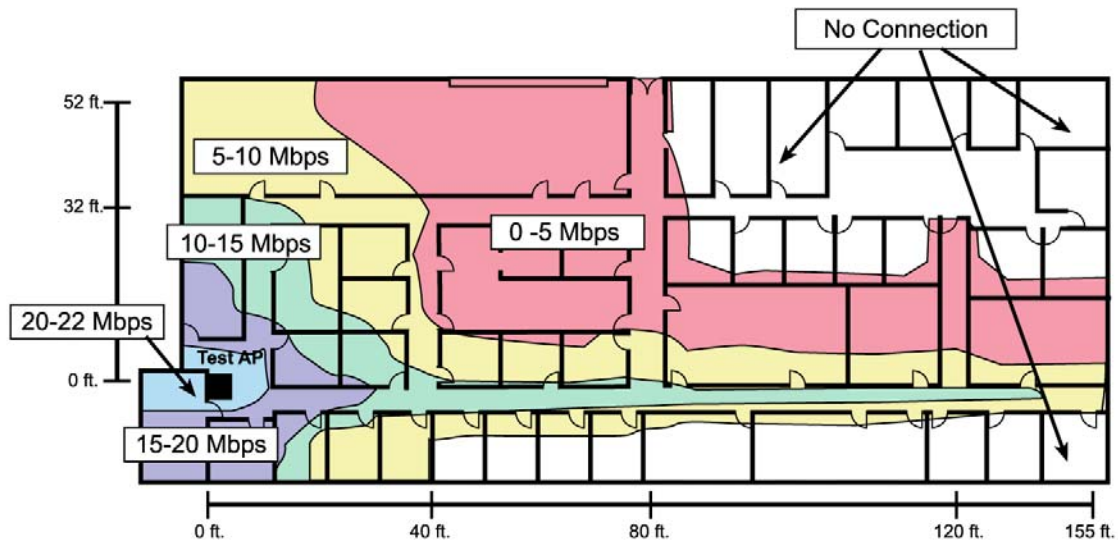 No Connection
52 ft.
5-10 Mbps
32 ft.
10-15 Mbps
0 -5 Mbps
20-22 Mbps
Test AP
0 ft.
15-20 Mbps
0 ft.
40 ft.
80 ft.
120 ft.
155 ft.